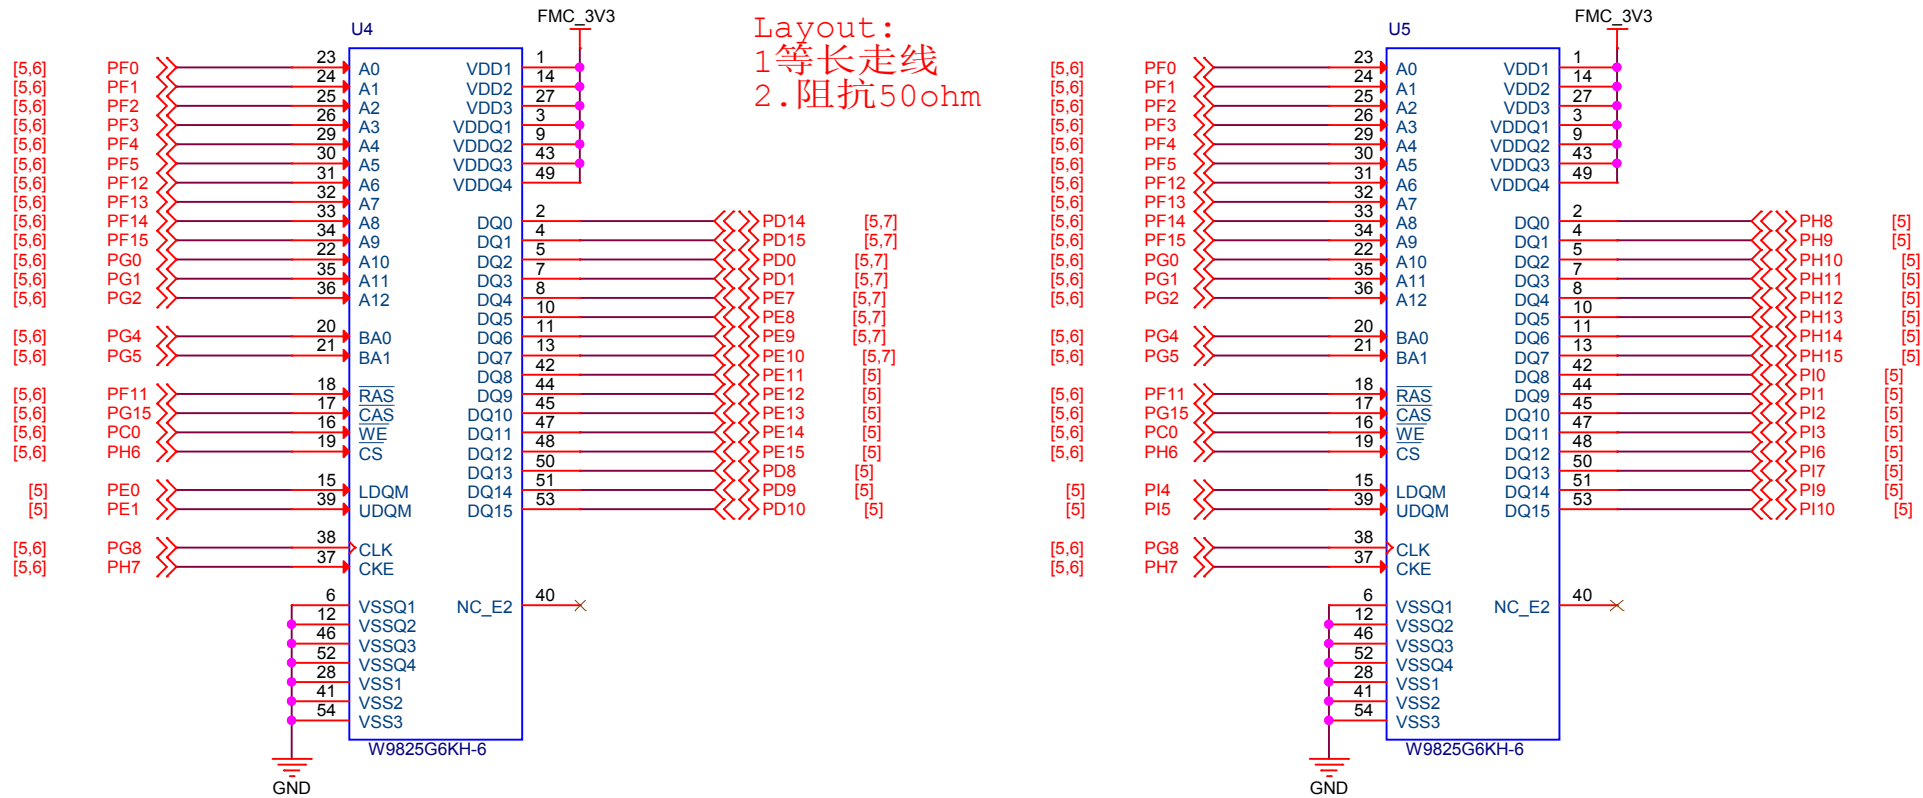 U4
FMC_3V3
Layout:
1等长走线
2.阻抗50ohm
[5,6] PF0 23 A0 VDD1 1
[5,6] PF1 24 A1 VDD2 14
[5,6] PF2 25 A2 VDD3 27
[5,6] PF3 26 A3 VDDQ1 3
[5,6] PF4 29 A4 VDDQ2 9
[5,6] PF5 30 A5 VDDQ3 43
[5,6] PF12 31 A6 VDDQ4 49
[5,6] PF13 32 A7
[5,6] PF14 33 A8 DQ0 2 PD14 [5,7]
[5,6] PF15 34 A9 DQ1 4 PD15 [5,7]
[5,6] PG0 22 A10 DQ2 5 PD0 [5,7]
[5,6] PG1 35 A11 DQ3 7 PD1 [5,7]
[5,6] PG2 36 A12 DQ4 8 PE7 [5,7]
DQ5 10 PE8 [5,7]
[5,6] PG4 20 BA0 DQ6 11 PE9 [5,7]
[5,6] PG5 21 BA1 DQ7 13 PE10 [5,7]
DQ8 42 PE11 [5]
[5,6] PF11 18 RAS DQ9 44 PE12 [5]
[5,6] PG15 17 CAS DQ10 45 PE13 [5]
[5,6] PC0 16 WE DQ11 47 PE14 [5]
[5,6] PH6 19 CS DQ12 48 PE15 [5]
DQ13 50 PD8 [5]
[5] PE0 15 LDQM DQ14 51 PD9 [5]
[5] PE1 39 UDQM DQ15 53 PD10 [5]
[5,6] PG8 38 CLK
[5,6] PH7 37 CKE
6 VSSQ1 NC_E2 40
12 VSSQ2
46 VSSQ3
52 VSSQ4
28 VSS1
41 VSS2
54 VSS3
W9825G6KH-6
GND
U5
FMC_3V3
[5,6] PF0 23 A0 VDD1 1
[5,6] PF1 24 A1 VDD2 14
[5,6] PF2 25 A2 VDD3 27
[5,6] PF3 26 A3 VDDQ1 3
[5,6] PF4 29 A4 VDDQ2 9
[5,6] PF5 30 A5 VDDQ3 43
[5,6] PF12 31 A6 VDDQ4 49
[5,6] PF13 32 A7
[5,6] PF14 33 A8 DQ0 2 PH8 [5]
[5,6] PF15 34 A9 DQ1 4 PH9 [5]
[5,6] PG0 22 A10 DQ2 5 PH10 [5]
[5,6] PG1 35 A11 DQ3 7 PH11 [5]
[5,6] PG2 36 A12 DQ4 8 PH12 [5]
DQ5 10 PH13 [5]
[5,6] PG4 20 BA0 DQ6 11 PH14 [5]
[5,6] PG5 21 BA1 DQ7 13 PH15 [5]
DQ8 42 PI0 [5]
[5,6] PF11 18 RAS DQ9 44 PI1 [5]
[5,6] PG15 17 CAS DQ10 45 PI2 [5]
[5,6] PC0 16 WE DQ11 47 PI3 [5]
[5,6] PH6 19 CS DQ12 48 PI6 [5]
DQ13 50 PI7 [5]
[5] PI4 15 LDQM DQ14 51 PI9 [5]
[5] PI5 39 UDQM DQ15 53 PI10 [5]
[5,6] PG8 38 CLK
[5,6] PH7 37 CKE
6 VSSQ1 NC_E2 40
12 VSSQ2
46 VSSQ3
52 VSSQ4
28 VSS1
41 VSS2
54 VSS3
W9825G6KH-6
GND